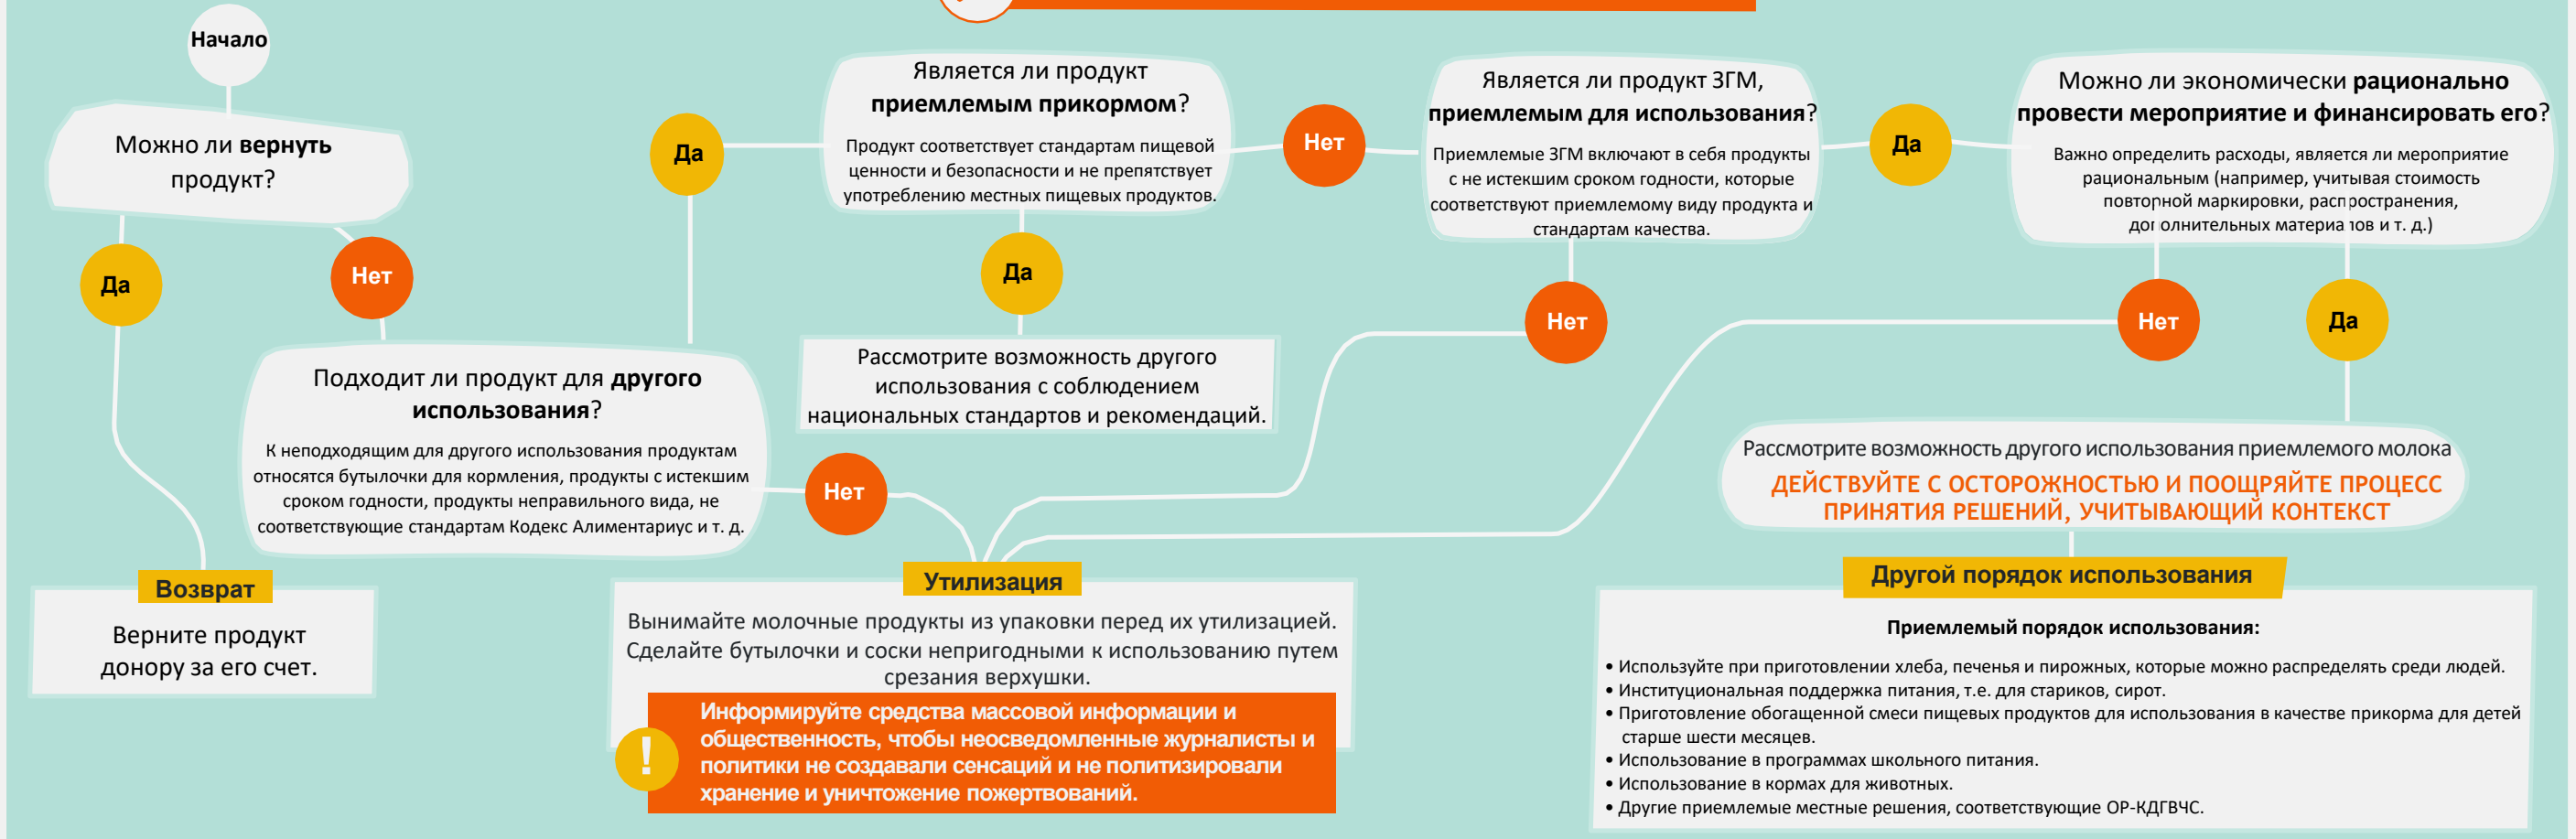 Начало
Можно ли вернуть
продукт?
Да
Нет
Возврат
Верните продукт
донору за его счет.
Подходит ли продукт для другого
использования?
К неподходящим для другого использования продуктам
относятся бутылочки для кормления, продукты с истекшим
сроком годности, продукты неправильного вида, не
соответствующие стандартам Кодекс Алиментариус и т. д.
Да
Нет
Является ли продукт
приемлемым прикормом?
Продукт соответствует стандартам пищевой
ценности и безопасности и не препятствует
употреблению местных пищевых продуктов.
Да
Нет
Рассмотрите возможность другого
использования с соблюдением
национальных стандартов и рекомендаций.
Является ли продукт ЗГМ,
приемлемым для использования?
Приемлемые ЗГМ включают в себя продукты
с не истекшим сроком годности, которые
соответствуют приемлемому виду продукта и
стандартам качества.
Нет
Да
Можно ли экономически рационально
провести мероприятие и финансировать его?
Важно определить расходы, является ли мероприятие
рациональным (например, учитывая стоимость
повторной маркировки, распространения,
дополнительных материалов и т. д.)
Нет
Да
Рассмотрите возможность другого использования приемлемого молока
ДЕЙСТВУЙТЕ С ОСТОРОЖНОСТЬЮ И ПООЩРЯЙТЕ ПРОЦЕСС
ПРИНЯТИЯ РЕШЕНИЙ, УЧИТЫВАЮЩИЙ КОНТЕКСТ
Утилизация
Вынимайте молочные продукты из упаковки перед их утилизацией.
Сделайте бутылочки и соски непригодными к использованию путем
срезания верхушки.
!
Информируйте средства массовой информации и
общественность, чтобы неосведомленные журналисты и
политики не создавали сенсаций и не политизировали
хранение и уничтожение пожертвований.
Другой порядок использования
Приемлемый порядок использования:
• Используйте при приготовлении хлеба, печенья и пирожных, которые можно распределять среди людей.
• Институциональная поддержка питания, т.е. для стариков, сирот.
• Приготовление обогащенной смеси пищевых продуктов для использования в качестве прикорма для детей
старше шести месяцев.
• Использование в программах школьного питания.
• Использование в кормах для животных.
• Другие приемлемые местные решения, соответствующие ОР-КДГВЧС.